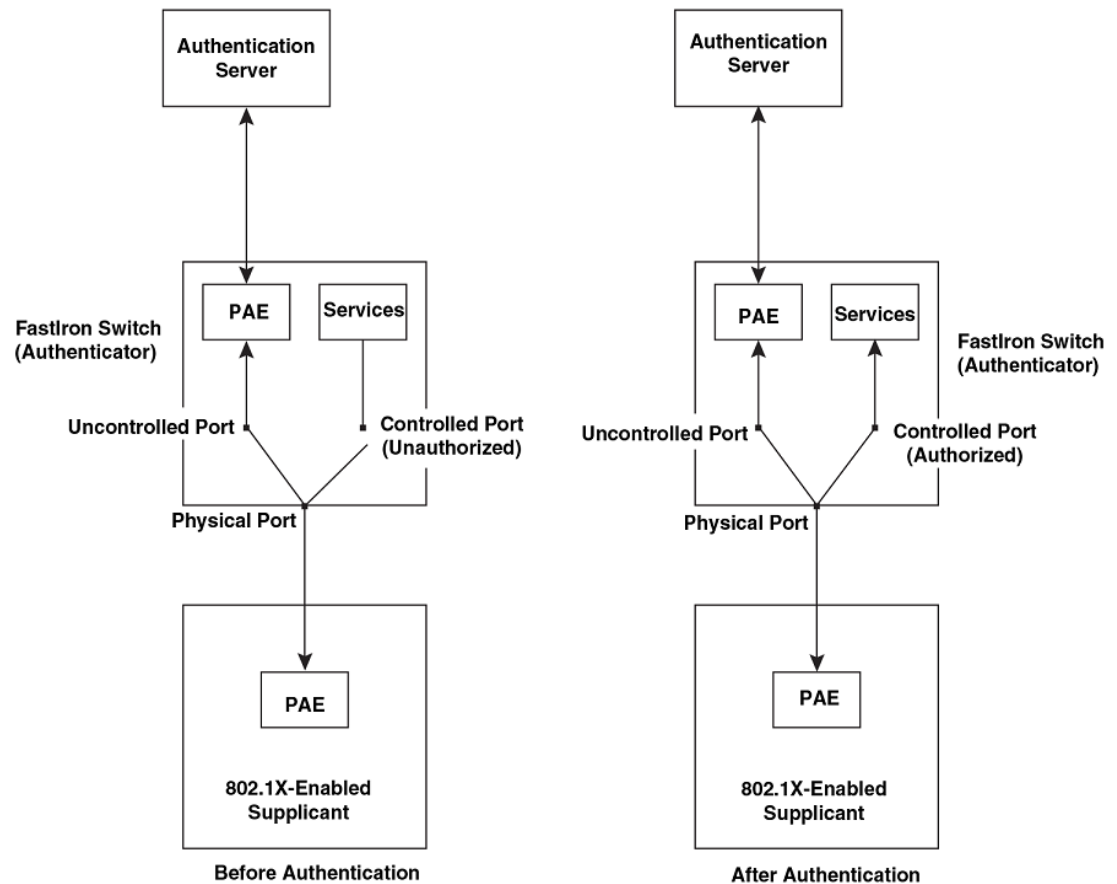 Authentication
Server
PAE
Services
FastIron Switch
(Authenticator)
Uncontrolled Port
Controlled Port
(Unauthorized)
Physical Port
PAE
802.1X-Enabled
Supplicant
Before Authentication
Authentication
Server
PAE
Services
FastIron Switch
(Authenticator)
Uncontrolled Port
Controlled Port
(Authorized)
Physical Port
PAE
802.1X-Enabled
Supplicant
After Authentication